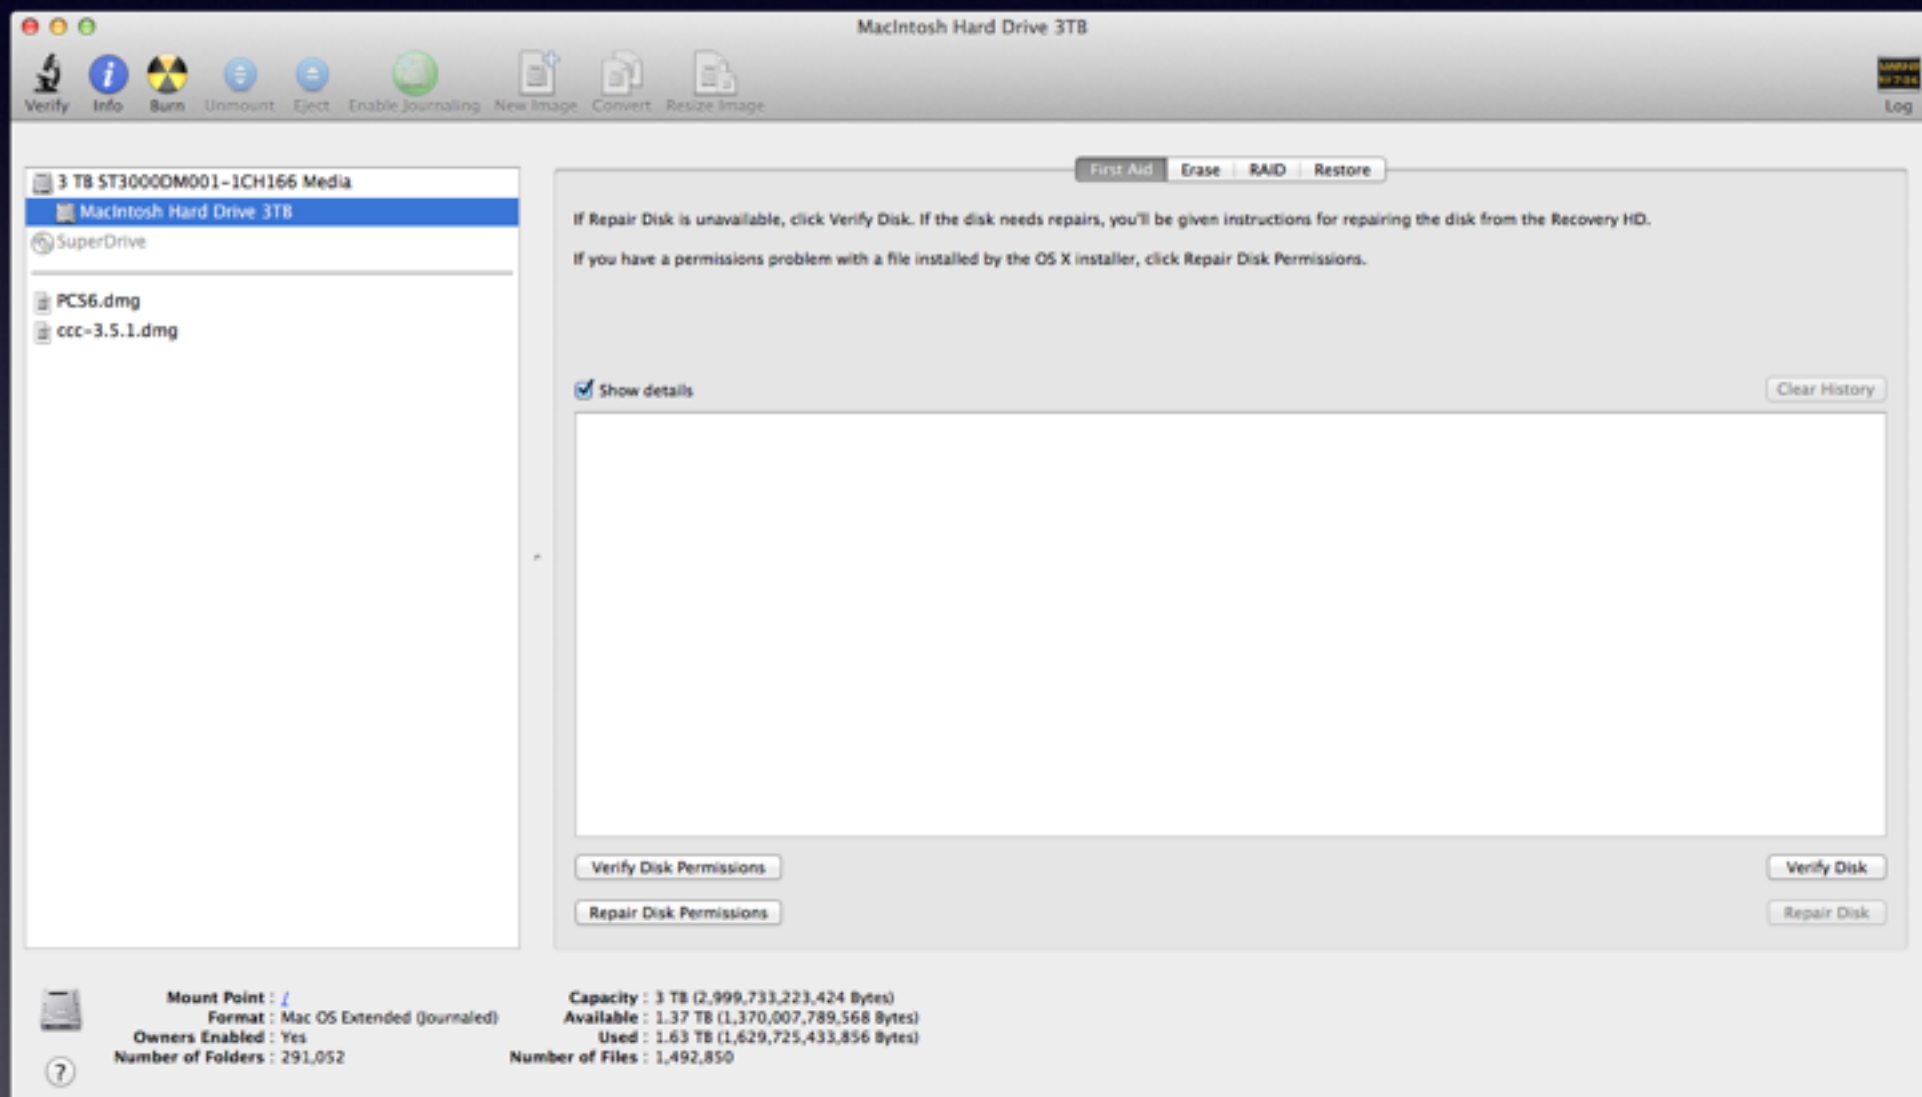 MacIntosh Hard Drive 3TB
Verify Info Burn Unmount Eject Enable Journaling New Image Convert Resize Image Log
3 TB ST3000DM001-1CH166 Media
MacIntosh Hard Drive 3TB
SuperDrive
PCS6.dmg
ccc-3.5.1.dmg
First Aid Erase RAID Restore
If Repair Disk is unavailable, click Verify Disk. If the disk needs repairs, you'll be given instructions for repairing the disk from the Recovery HD.
If you have a permissions problem with a file installed by the OS X installer, click Repair Disk Permissions.
Show details Clear History
Verify Disk Permissions Verify Disk
Repair Disk Permissions Repair Disk
Mount Point : /
Format : Mac OS Extended (Journaled)
Owners Enabled : Yes
Number of Folders : 291,052
Capacity : 3 TB (2,999,733,223,424 Bytes)
Available : 1.37 TB (1,370,007,789,568 Bytes)
Used : 1.63 TB (1,629,725,433,856 Bytes)
Number of Files : 1,492,850
?